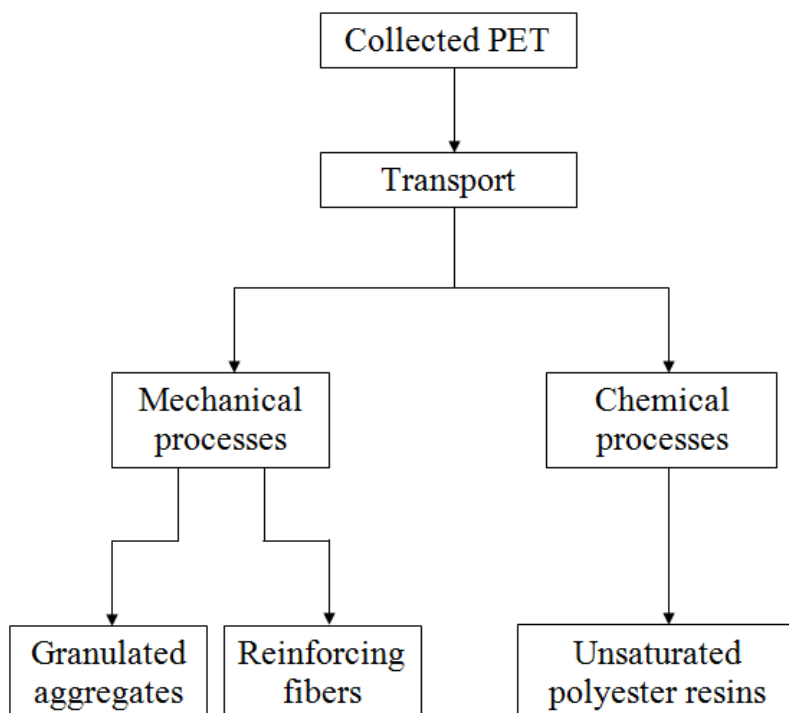 Collected PET
Transport
Mechanical
processes
Chemical
processes
Granulated
aggregates
Reinforcing
fibers
Unsaturated
polyester resins